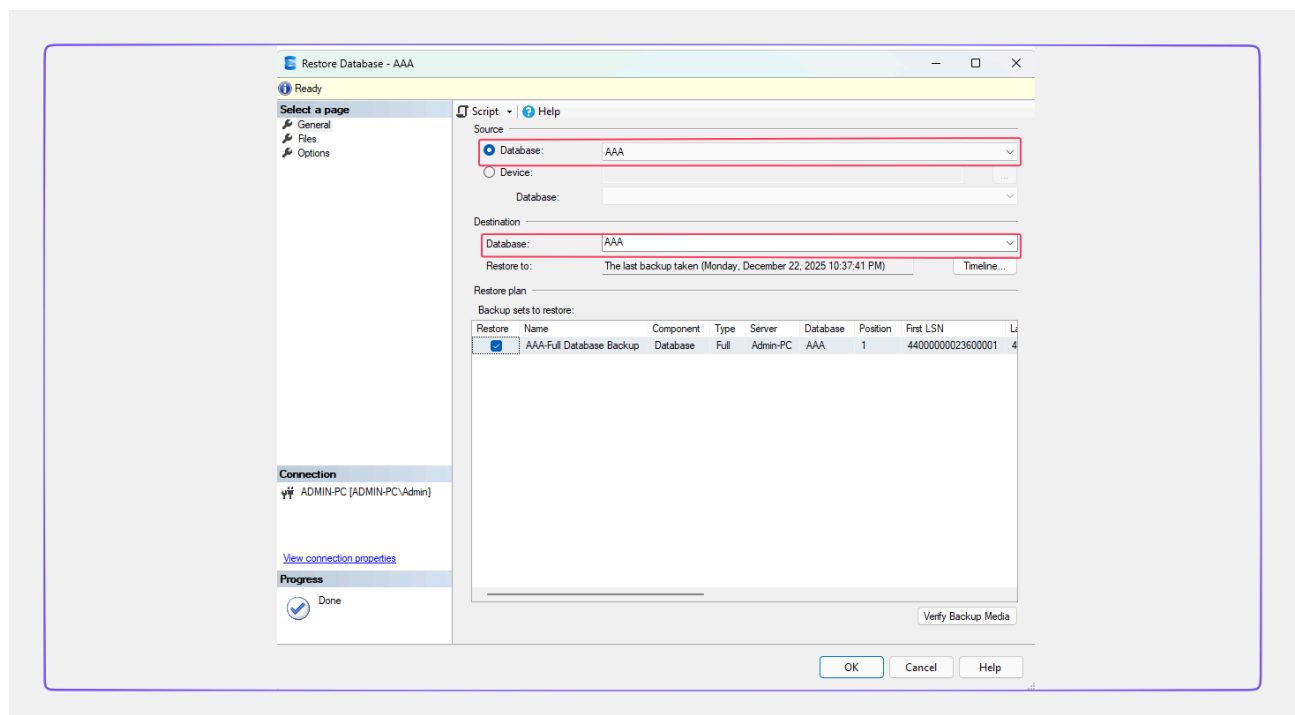 Restore Database - AAA
Ready
Select a page
General
Files
Options
Script
Help
Source
Database: AAA
Device:
...
Database:
Destination
Database: AAA
Restore to: The last backup taken (Monday, December 22, 2025 10:37:41 PM) Timeline...
Restore plan
Backup sets to restore:
Restore Name Component Type Server Database Position First LSN
AAA-Full Database Backup Database Full Admin-PC AAA 1 44000000023600001 4
Connection
ADMIN-PC [ADMIN-PC\Admin]
View connection properties
Progress
Done
Verify Backup Media
OK Cancel Help